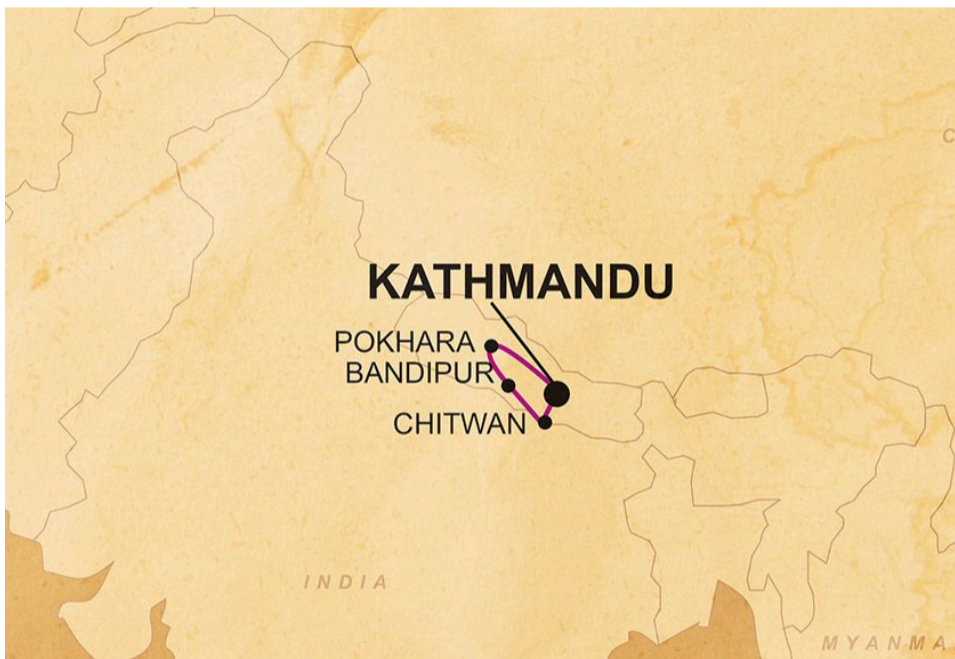 C
KATHMANDU
POKHARA
BANDIPUR
CHITWAN
INDIA
MYANMA